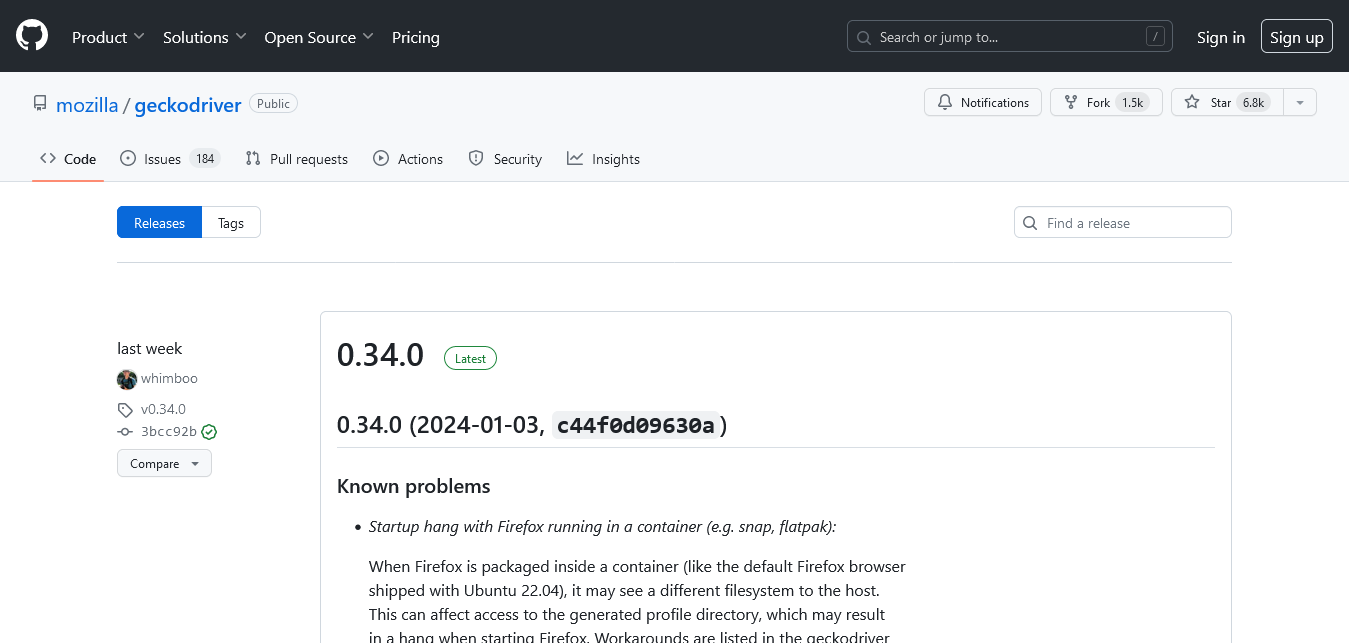 Product Solutions Open Source Pricing Search or jump to... / Sign in Sign up
mozilla / geckodriver Public Notifications Fork 1.5k Star 6.8k
Code Issues 184 Pull requests Actions Security Insights
Releases Tags Find a release
last week
whimboo
v0.34.0
3bcc92b
Compare
0.34.0 Latest
0.34.0 (2024-01-03, c44f0d09630a)
Known problems
• Startup hang with Firefox running in a container (e.g. snap, flatpak):
When Firefox is packaged inside a container (like the default Firefox browser
shipped with Ubuntu 22.04), it may see a different filesystem to the host.
This can affect access to the generated profile directory, which may result
in a hang when starting Firefox. Workarounds are listed in the geckodriver